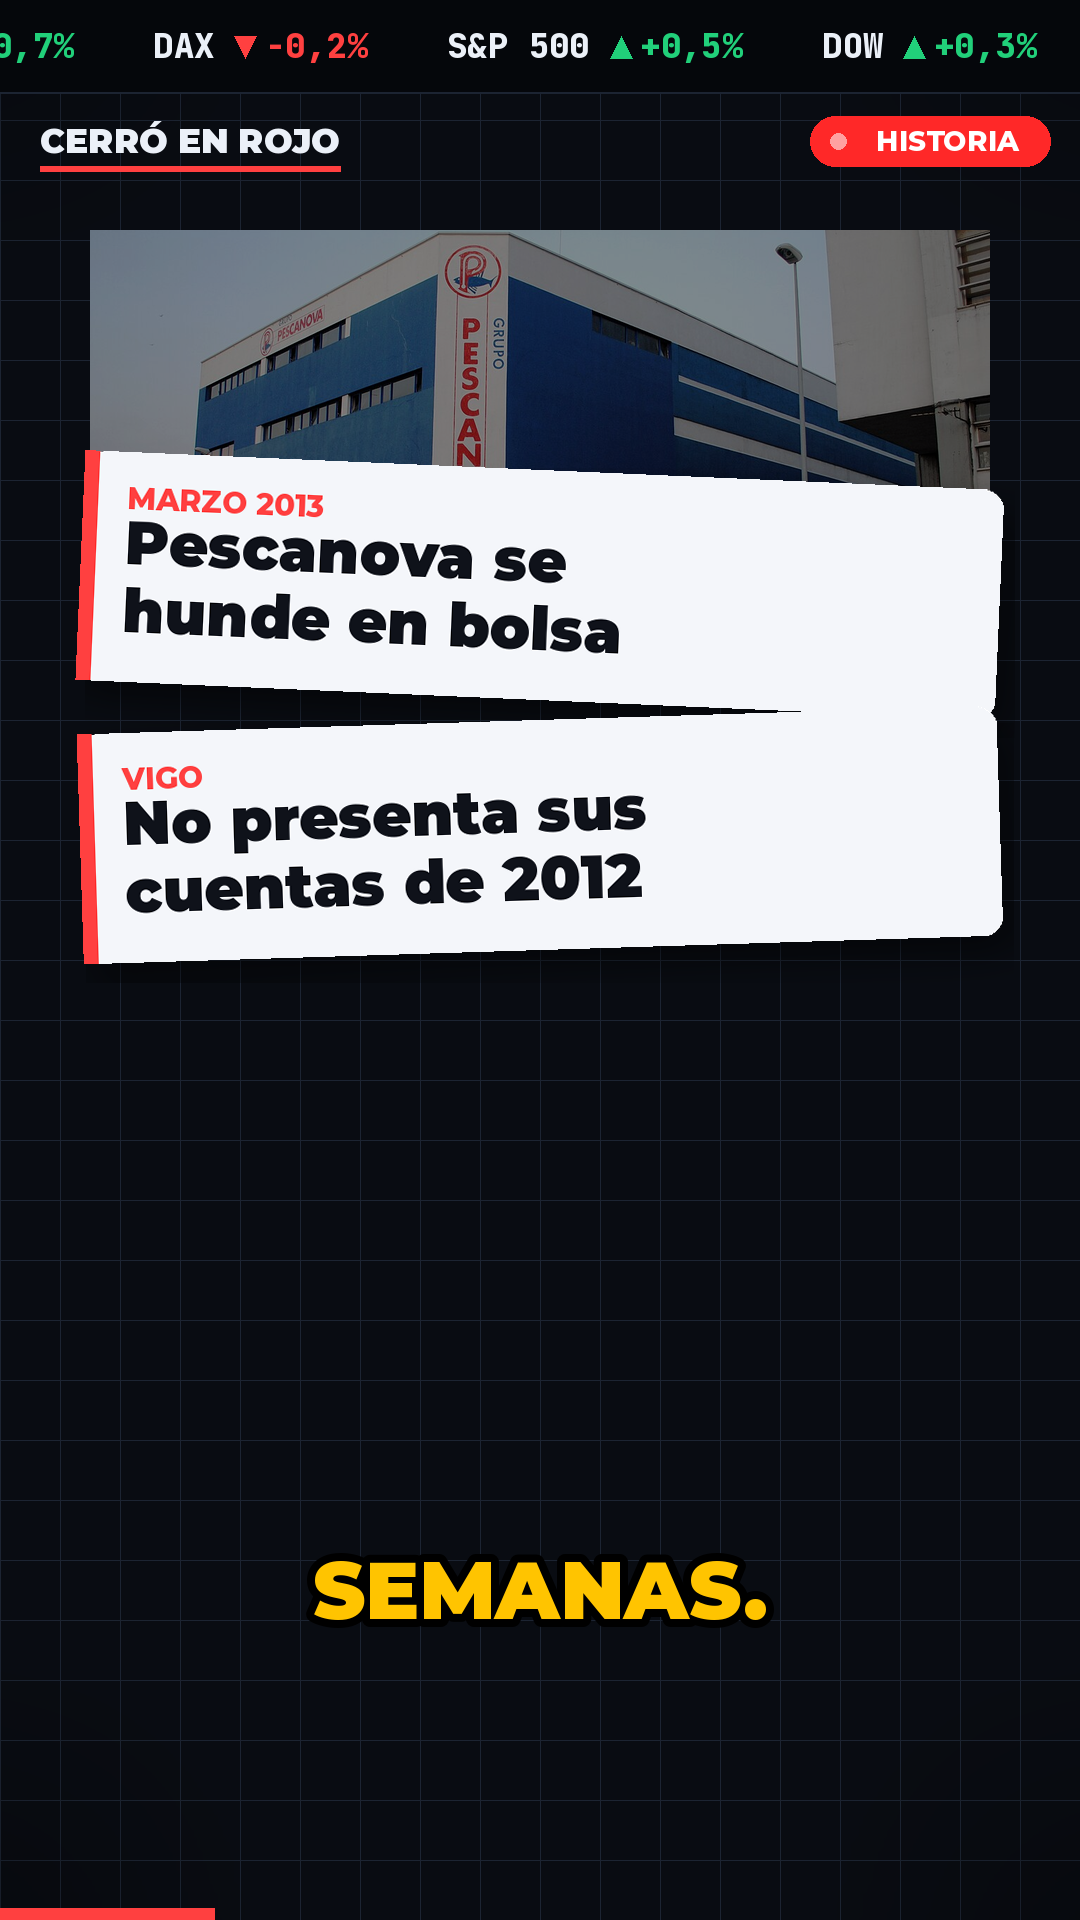 0,7% DAX ▼ -0,2% S&P 500 ▲ +0,5% DOW ▲ +0,3%
CERRÓ EN ROJO
HISTORIA
PESCANOVA
PESCAN
GRUPO
MARZO 2013
Pescanova se
hunde en bolsa
VIGO
No presenta sus
cuentas de 2012
SEMANAS.